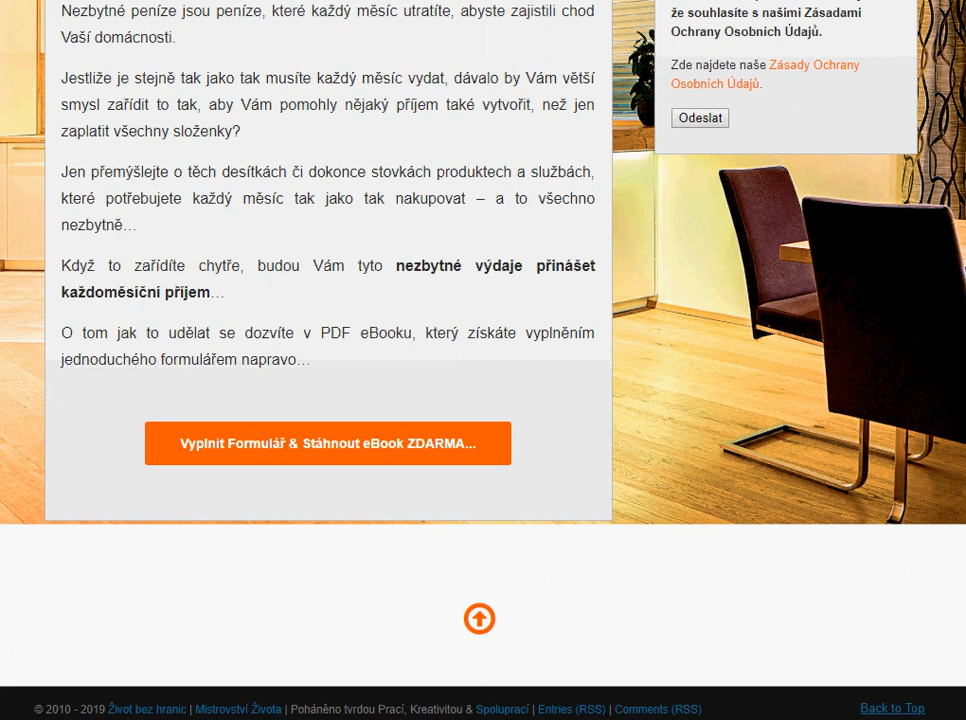 Nezbytné peníze jsou peníze, které každý měsíc utratíte, abyste zajistili chod
Vaší domácnosti.
Jestliže je stejně tak jako tak musíte každý měsíc vydat, dávalo by Vám větší
smysl zařídit to tak, aby Vám pomohly nějaký příjem také vytvořit, než jen
zaplatit všechny složenky?
Jen přemýšlejte o těch desítkách či dokonce stovkách produktech a službách,
které potřebujete každý měsíc tak jako tak nakupovat – a to všechno
nezbytně…
Když to zařídíte chytře, budou Vám tyto nezbytné výdaje přinášet
každoměsíční příjem…
O tom jak to udělat se dozvíte v PDF eBooku, který získáte vyplněním
jednoduchého formulářem napravo…
Vyplnit Formulář & Stáhnout eBook ZDARMA...
že souhlasíte s našimi Zásadami
Ochrany Osobních Údajů.
Zde najdete naše Zásady Ochrany
Osobních Údajů.
Odeslat
© 2010 - 2019 Život bez hranic | Mistrovství Života | Poháněno tvrdou Prací, Kreativitou & Spoluprací | Entries (RSS) | Comments (RSS)
Back to Top